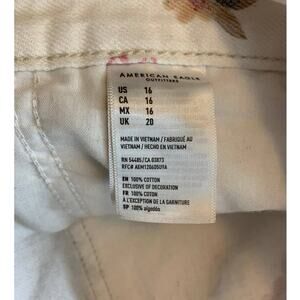 AMERICAN EAGLE
OUTFITTERS
US 16
CA 16
MX 16
UK 20
MADE IN VIETNAM / FABRIQUÉ AU
VIETNAM / HECHO EN VIETNAM
RN 54485/CA 03873
RFC# AEM120605U9A
EN 100% COTTON
EXCLUSIVE OF DECORATION
FR 100% COTON
À L'EXCEPTION DE LA GARNITURE
SP 100% algodón